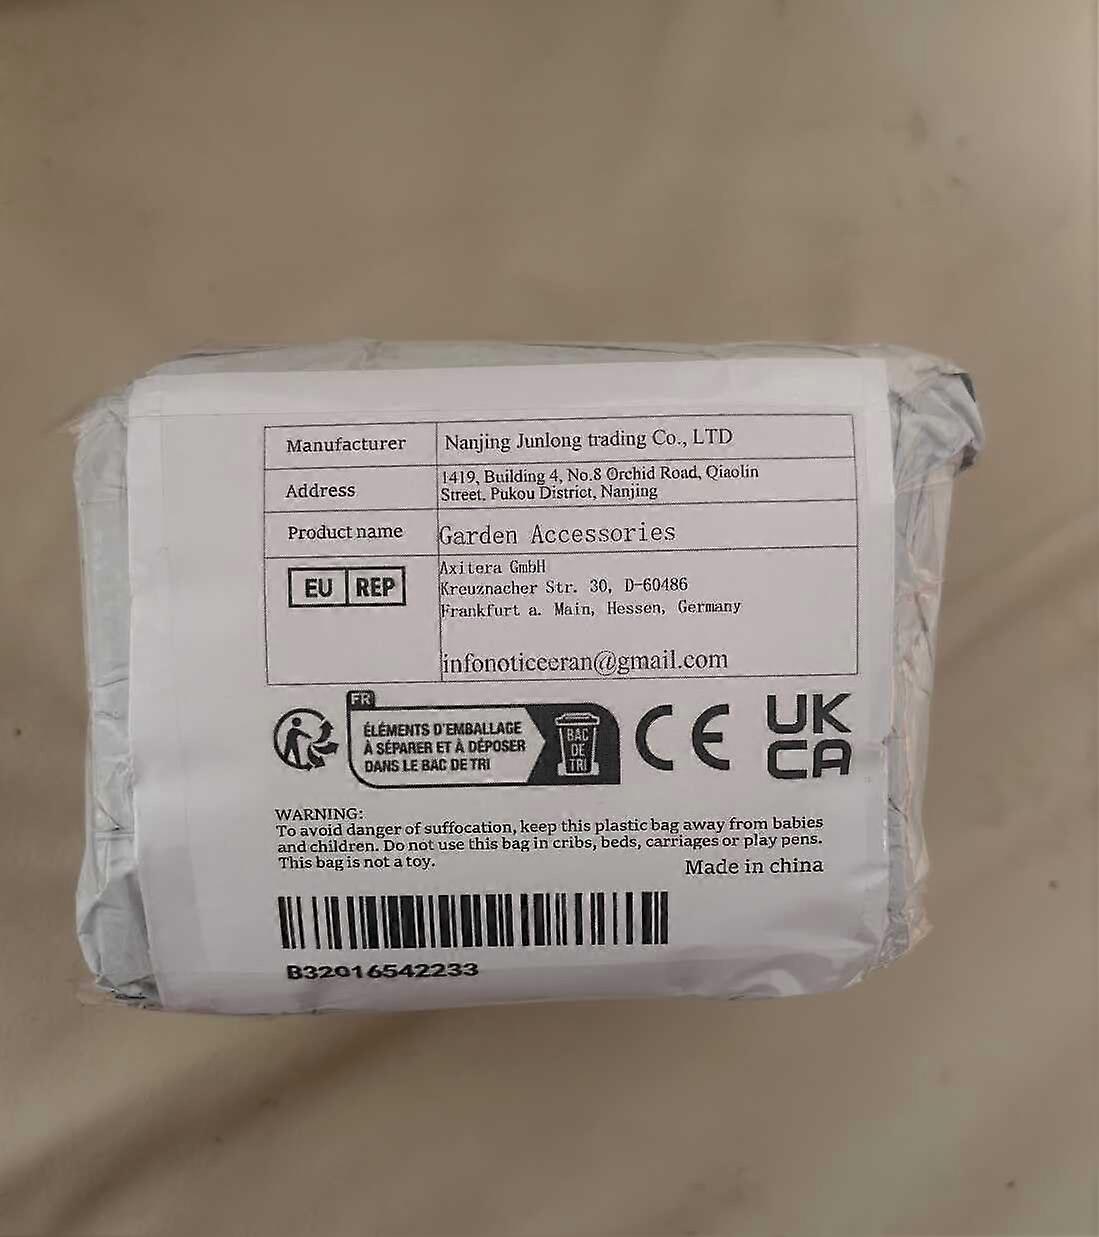 Manufacturer
Nanjing Junlong trading Co., LTD
Address
1419, Building 4, No.8 Orchid Road, Qiaolin
Street. Pukou District, Nanjing
Product name
Garden Accessories
EU REP
Axitera GmbH
Kreuznacher Str. 30, D-60486
Frankfurt a. Main, Hessen, Germany
infonoticeeran@gmail.com
FR
ÉLÉMENTS D'EMBALLAGE
À SÉPARER ET À DÉPOSER
DANS LE BAC DE TRI
BAC
DE
TRI
CE
UK
CA
WARNING:
To avoid danger of suffocation, keep this plastic bag away from babies
and children. Do not use this bag in cribs, beds, carriages or play pens.
This bag is not a toy.
Made in china
B32016542233